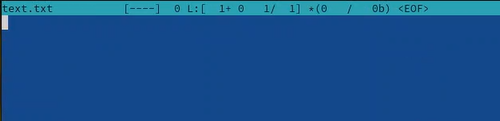 text.txt [----] 0 L:[ 1+ 0 1/ 1] *(0 / 0b) <EOF>